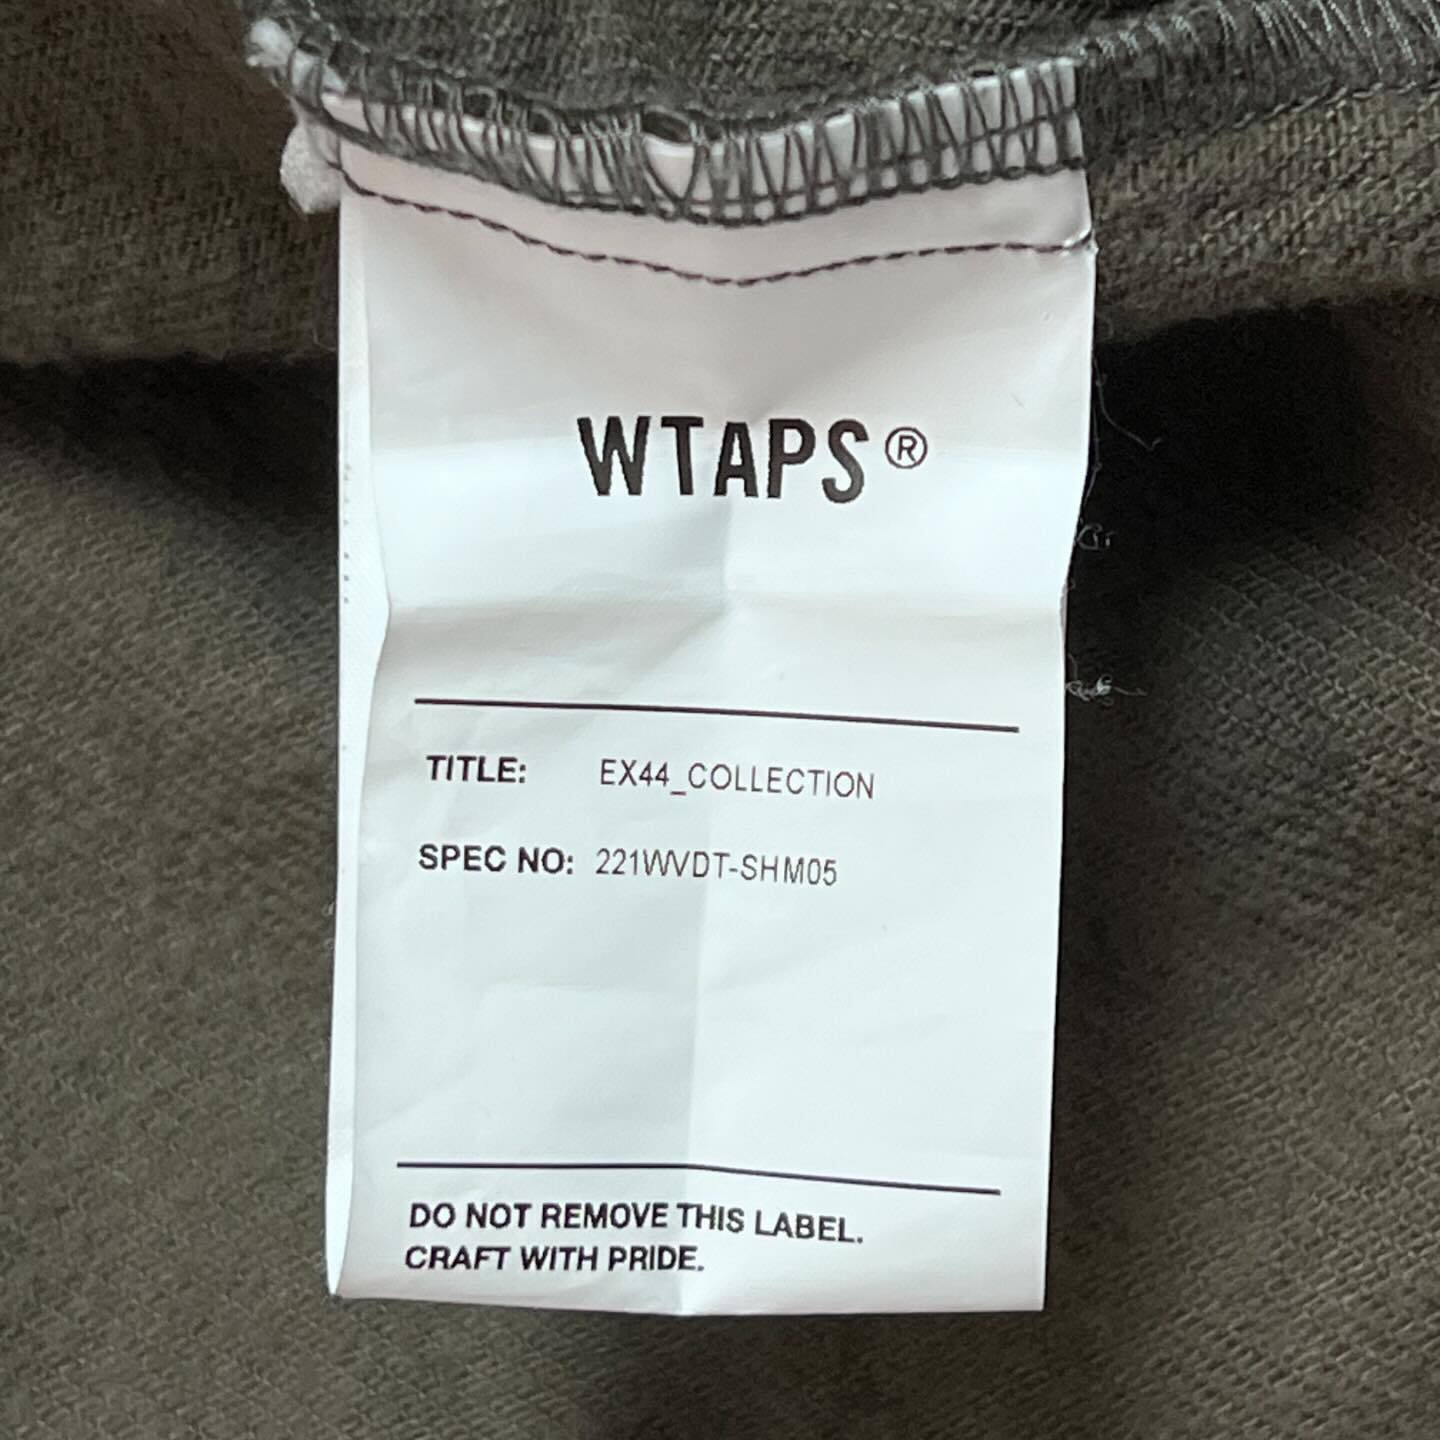 WTAPS®
TITLE: EX44_COLLECTION
SPEC NO: 221WVDT-SHM05
DO NOT REMOVE THIS LABEL.
CRAFT WITH PRIDE.